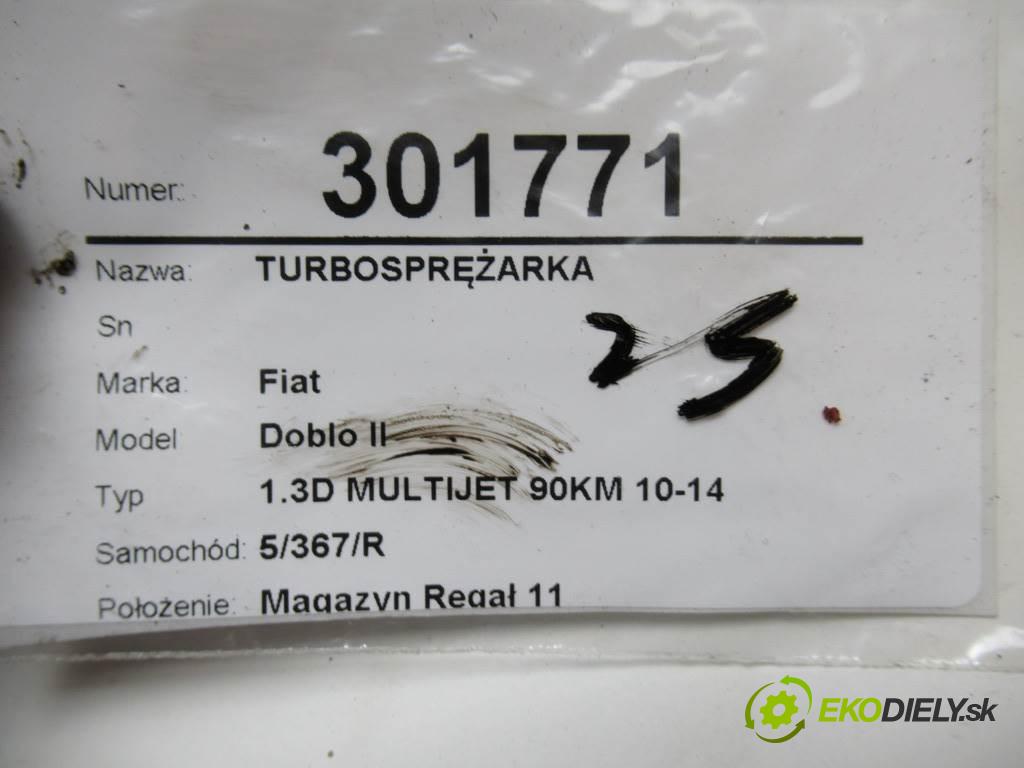 Numer: 301771
Nazwa: TURBOSPRĘŻARKA
Sn
Marka: Fiat
25
Model Doblo II
Typ 1.3D MULTIJET 90KM 10-14
Samochód: 5/367/R
Położenie: Magazyn Regał 11
EKODIELY.sk